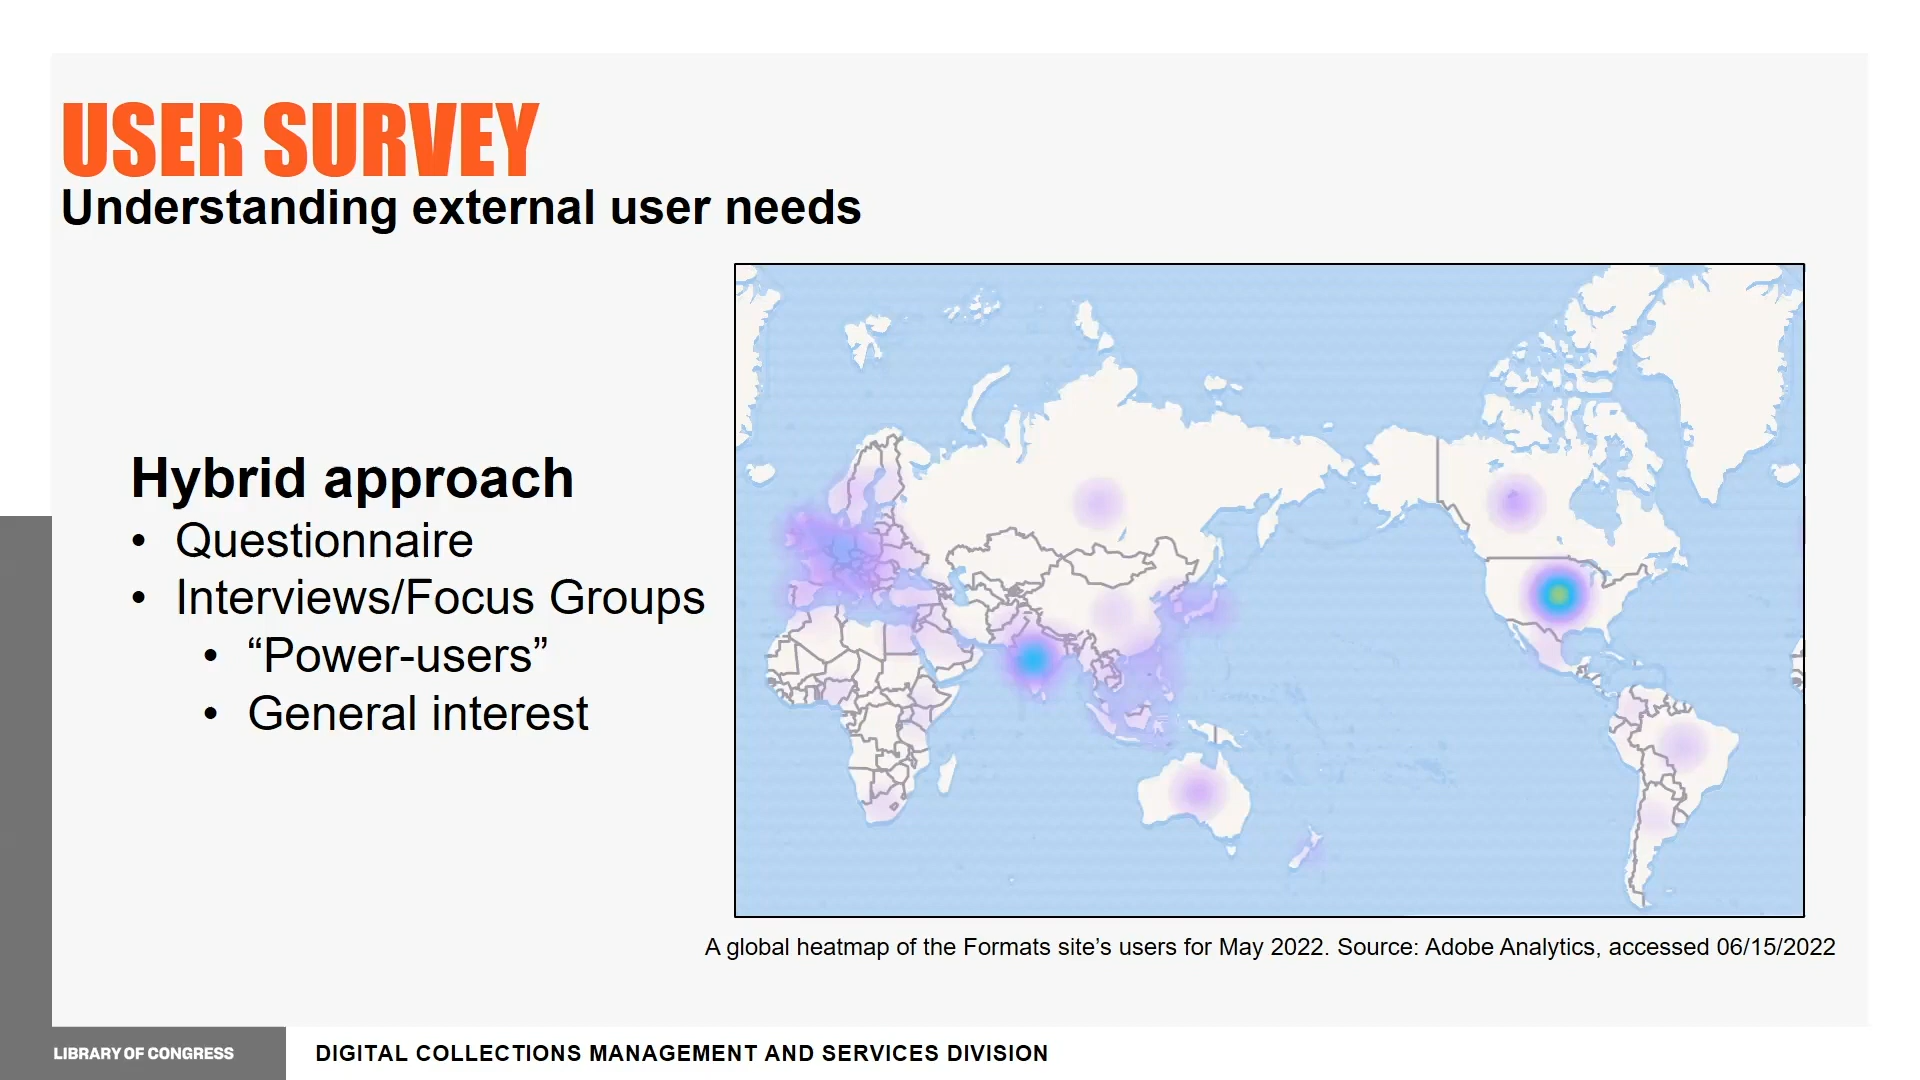 USER SURVEY
Understanding external user needs
Hybrid approach
• Questionnaire
• Interviews/Focus Groups
• “Power-users”
• General interest
A global heatmap of the Formats site’s users for May 2022. Source: Adobe Analytics, accessed 06/15/2022
LIBRARY OF CONGRESS
DIGITAL COLLECTIONS MANAGEMENT AND SERVICES DIVISION